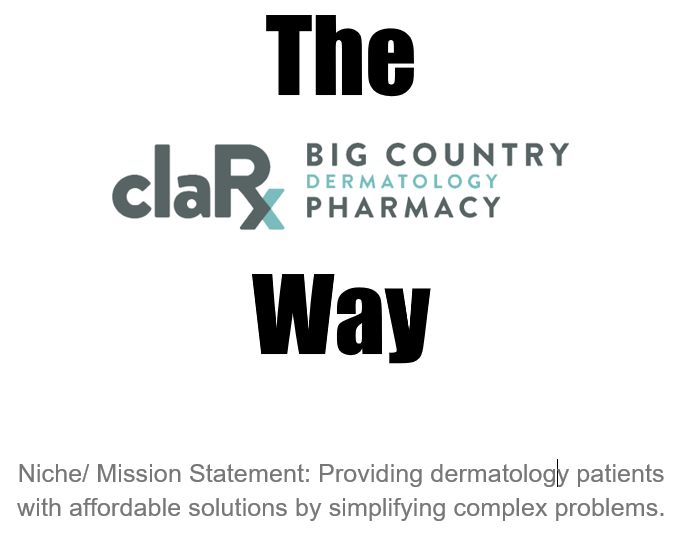 The
claRx
BIG COUNTRY
DERMATOLOGY
PHARMACY
Way
Niche/ Mission Statement: Providing dermatology patients
with affordable solutions by simplifying complex problems.